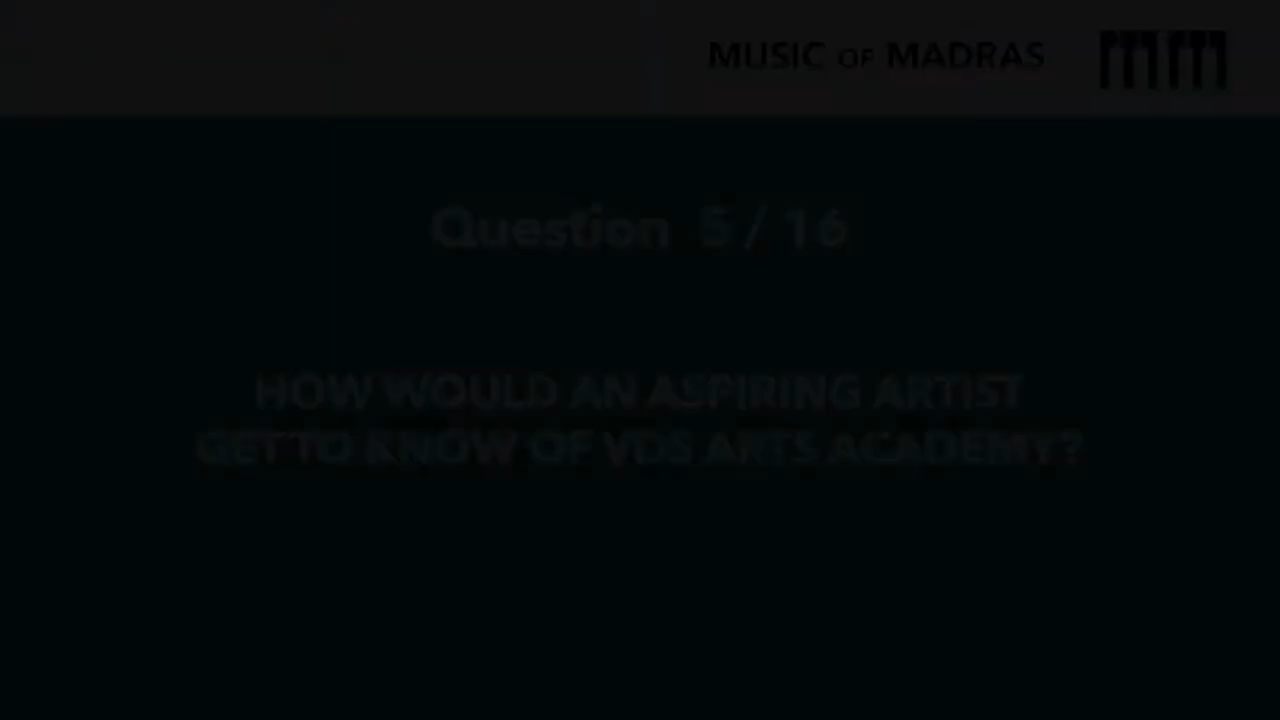 MUSIC OF MADRAS
Question 5 / 16
HOW WOULD AN ASPIRING ARTIST
GET TO KNOW OF VDS ARTS ACADEMY?